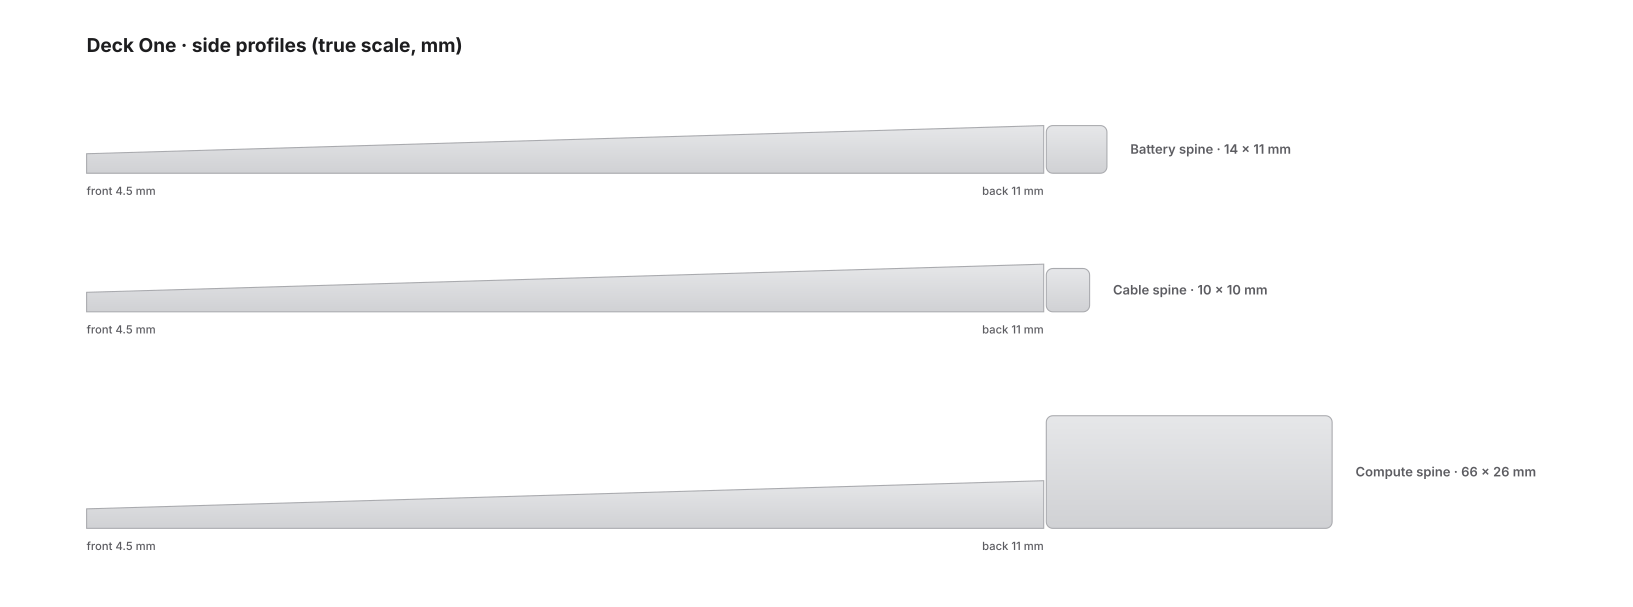 Deck One · side profiles (true scale, mm)
Battery spine · 14 × 11 mm
front 4.5 mm
back 11 mm
Cable spine · 10 × 10 mm
front 4.5 mm
back 11 mm
Compute spine · 66 × 26 mm
front 4.5 mm
back 11 mm